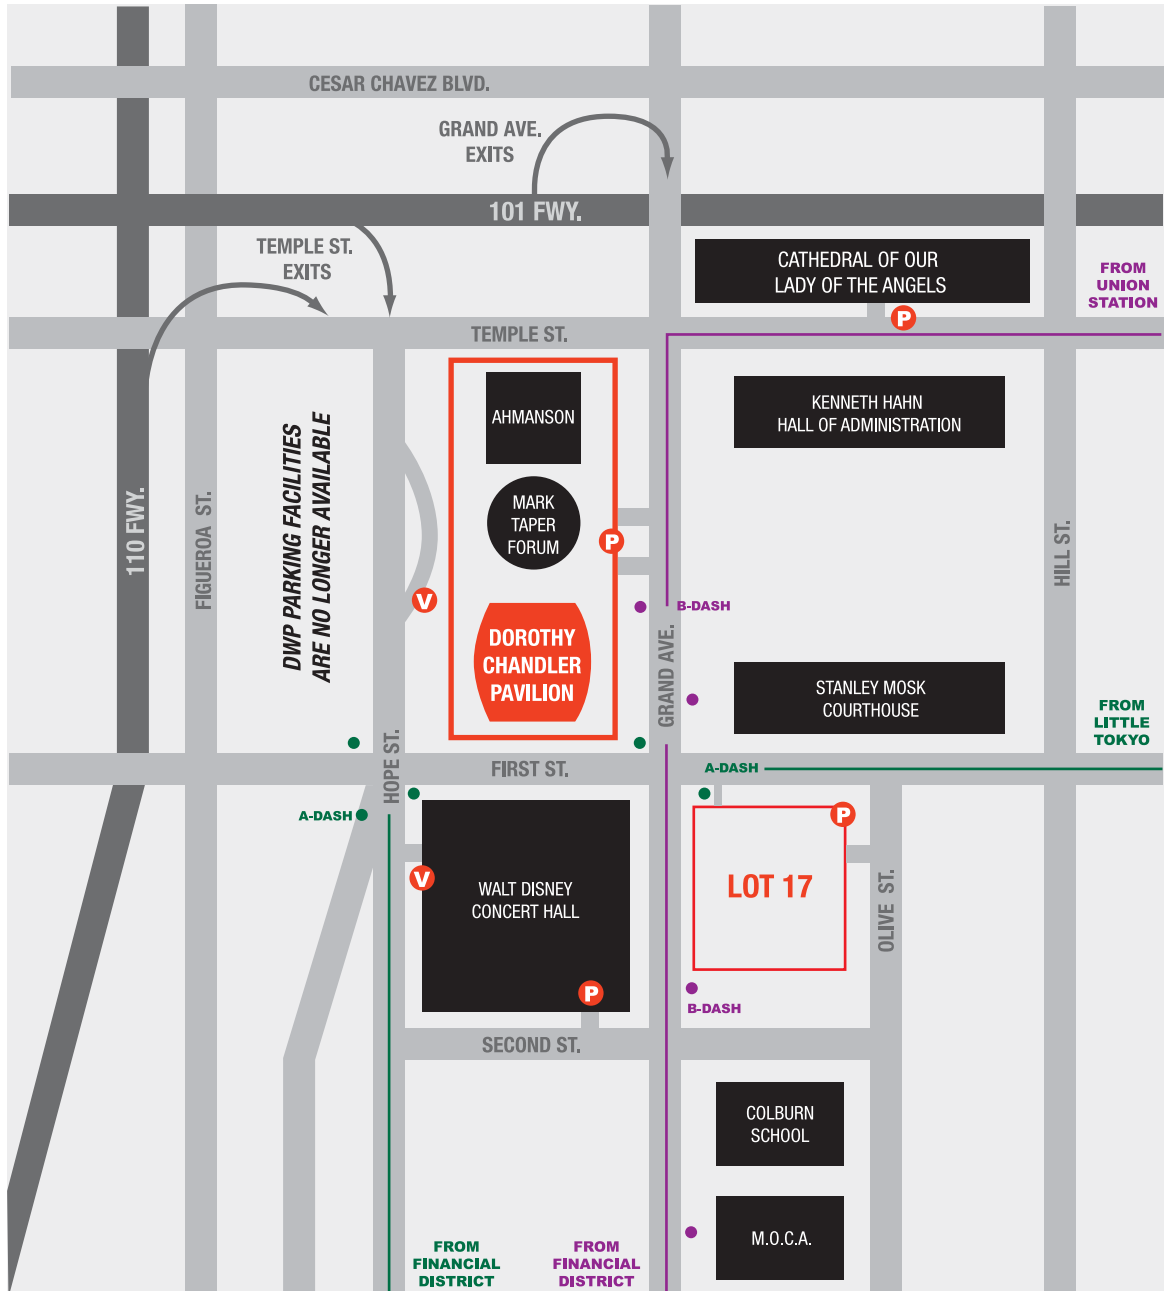 CESAR CHAVEZ BLVD.
GRAND AVE.
EXITS
101 FWY.
TEMPLE ST.
EXITS
CATHEDRAL OF OUR
LADY OF THE ANGELS
FROM
UNION
STATION
P
TEMPLE ST.
AHMANSON
KENNETH HAHN
HALL OF ADMINISTRATION
DWP PARKING FACILITIES
ARE NO LONGER AVAILABLE
110 FWY.
FIGUEROA ST.
MARK
TAPER
FORUM
P
HILL ST.
V
B-DASH
DOROTHY
CHANDLER
PAVILION
GRAND AVE.
STANLEY MOSK
COURTHOUSE
FROM
LITTLE
TOKYO
HOPE ST.
FIRST ST.
A-DASH
A-DASH
P
V
WALT DISNEY
CONCERT HALL
LOT 17
OLIVE ST.
P
B-DASH
SECOND ST.
COLBURN
SCHOOL
M.O.C.A.
FROM
FINANCIAL
DISTRICT
FROM
FINANCIAL
DISTRICT